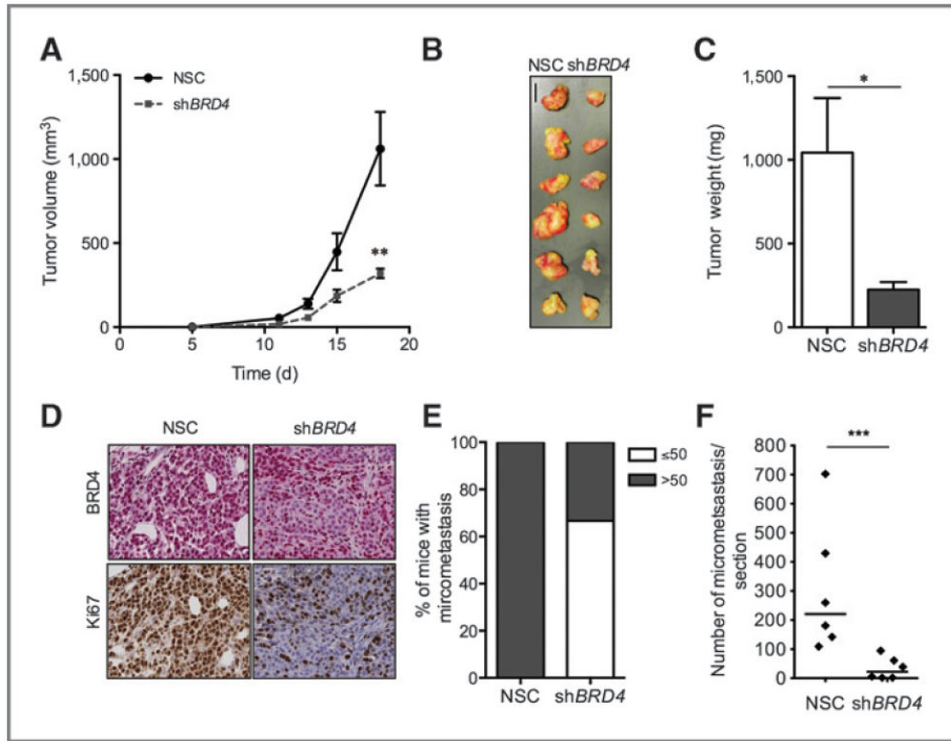 A
NSC
shBRD4
1,500
1,000
500
0
Tumor volume (mm³)
0 5 10 15 20
Time (d)
B
NSC shBRD4
C
1,500
1,000
500
0
Tumor weight (mg)
*
NSC shBRD4
**
D
NSC shBRD4
BRD4
Ki67
E
100
80
60
40
20
0
% of mice with
mircometastasis
≤50
>50
NSC shBRD4
F
800
700
600
500
400
300
200
100
0
Number of micrometsastasis/
section
***
NSC shBRD4